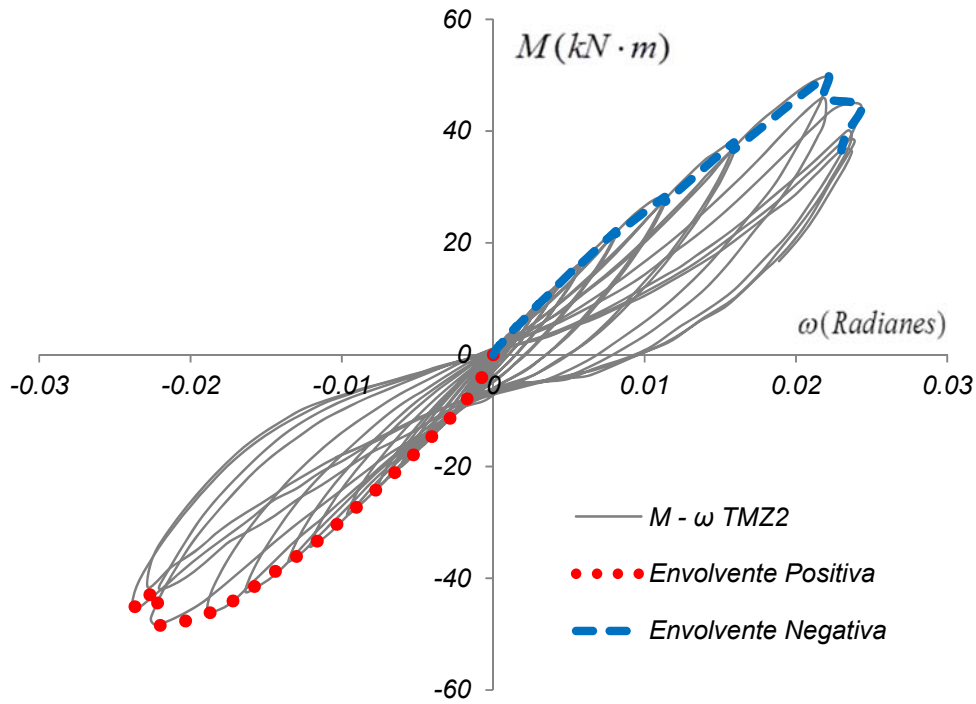 60
M (kN · m)
40
20
ω(Radianes)
0
-0.03
-0.02
-0.01
0
0.01
0.02
0.03
-20
M - ω TMZ2
Envolvente Positiva
-40
Envolvente Negativa
-60